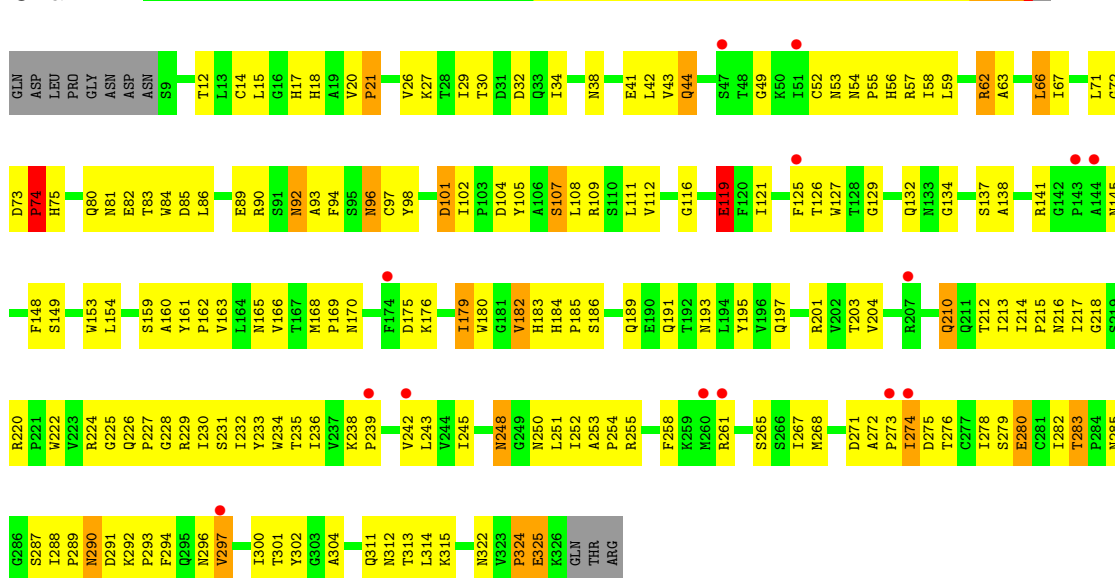 GLN ASP LEU PRO GLY ASN ASP ASN S9 T12 L13 C14 L15 G16 H17 H18 A19 V20 P21 V26 K27 T28 I29 T30 D31 D32 Q33 I34 N38 E41 L42 V43 Q44 S47 T48 G49 K50 I51 C52 N53 N54 P55 H56 R57 I58 L59 R62 A63 L66 I67 L71
D73 P74 H75 Q80 N81 E82 T83 W84 D85 L86 E89 R90 S91 N92 A93 F94 S95 N96 C97 Y98 D101 I102 P103 D104 Y105 A106 S107 L108 R109 S110 L111 V112 G116 E119 F120 I121 F125 T126 W127 T128 G129 Q132 N133 G134 S137 A138 R141 G142 P143 A144
F148 S149 W153 L154 S159 A160 Y161 P162 V163 L164 N165 V166 T167 M168 P169 N170 F174 D175 K176 I179 W180 G181 V182 H183 H184 P185 S186 Q189 E190 Q191 T192 N193 L194 Y195 V196 Q197 R201 V202 T203 V204 R207 Q210 Q211 T212 I213 I214 P215 N216 I217 G218
R220 P221 W222 V223 R224 G225 Q226 P227 G228 R229 I230 S231 I232 Y233 W234 T235 I236 V237 K238 P239 V242 L243 V244 I245 N248 G249 N250 L251 I252 A253 P254 R255 F258 K259 M260 R261 S265 S266 I267 M268 D271 A272 P273 I274 D275 T276 C277 I278 S279 E280 C281 I282 T283 P284
G286 S287 I288 P289 N290 D291 K292 P293 F294 Q295 N296 V297 I300 T301 Y302 G303 A304 Q311 N312 T313 L314 K315 N322 V323 P324 E325 K326 GLN THR ARG